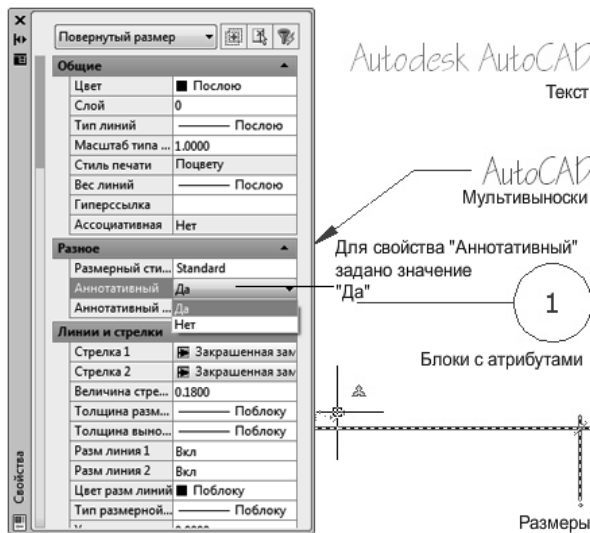 Повернутый размер
Общие
Цвет Послою
Слой 0
Тип линий Послою
Масштаб типа ... 1.0000
Стиль печати Поцвету
Вес линий Послою
Гиперссылка
Ассоциативная Нет
Разное
Размерный сти... Standard
Аннотативный Да
Аннотативный ... Да
Нет
Линии и стрелки
Стрелка 1 Закрашенная зам
Стрелка 2 Закрашенная зам
Величина стре... 0.1800
Толщина разм... Поблоку
Толщина выно... Поблоку
Разм линия 1 Вкл
Разм линия 2 Вкл
Цвет разм линий Поблоку
Тип размерной... Поблоку
Свойства
Autodesk AutoCAD
Текст
AutoCAD
Мультивыноски
Для свойства "Аннотативный"
задано значение
"Да"
1
Блоки с атрибутами
Размеры